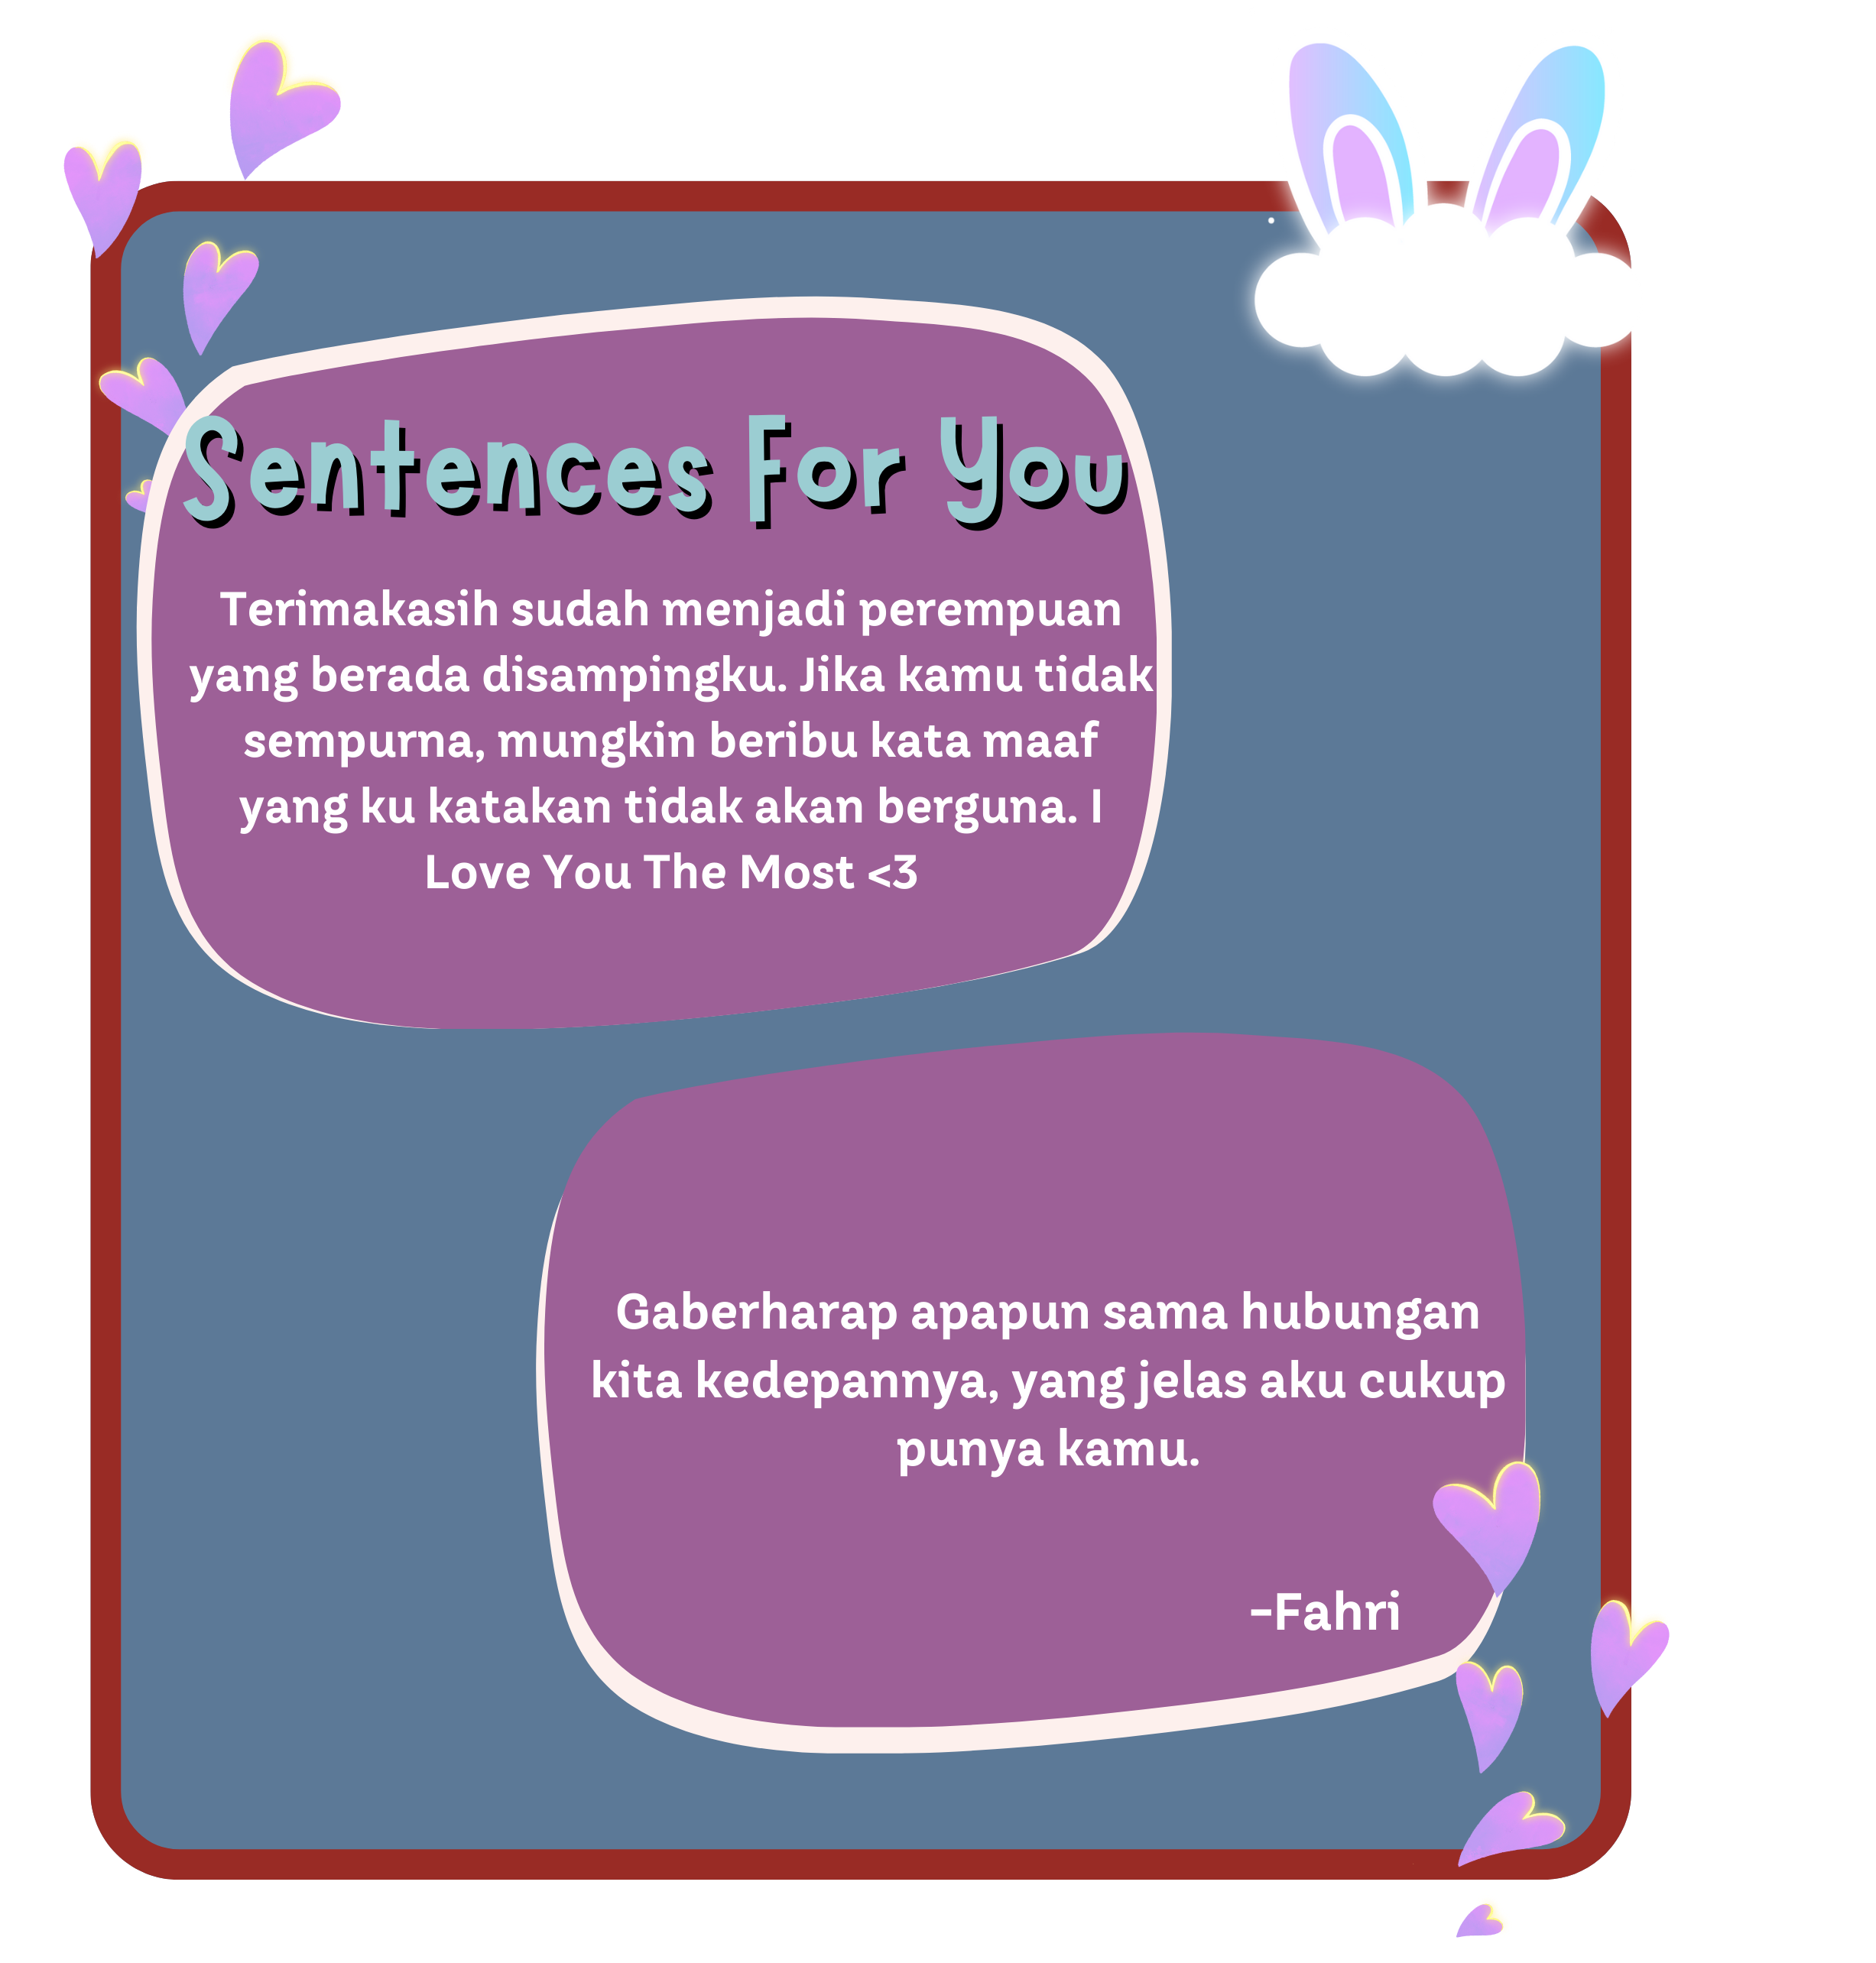 Sentences For You
Terimakasih sudah menjadi perempuan
yang berada disampingku. Jika kamu tidak
sempurna, mungkin beribu kata maaf
yang ku katakan tidak akan berguna. I
Love You The Most <3
Gaberharap apapun sama hubungan
kita kedepannya, yang jelas aku cukup
punya kamu.
-Fahri